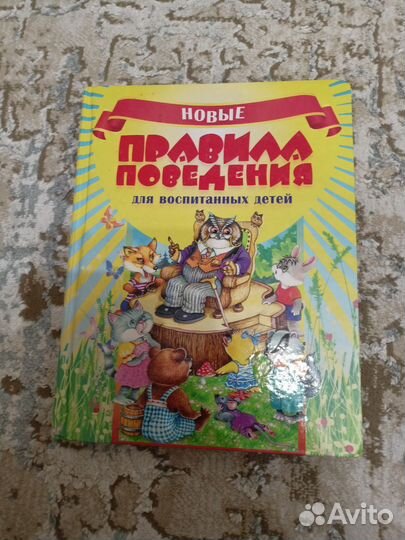 НОВЫЕ
ПРАВИЛА
ПОВЕДЕНИЯ
для воспитанных детей
Avito